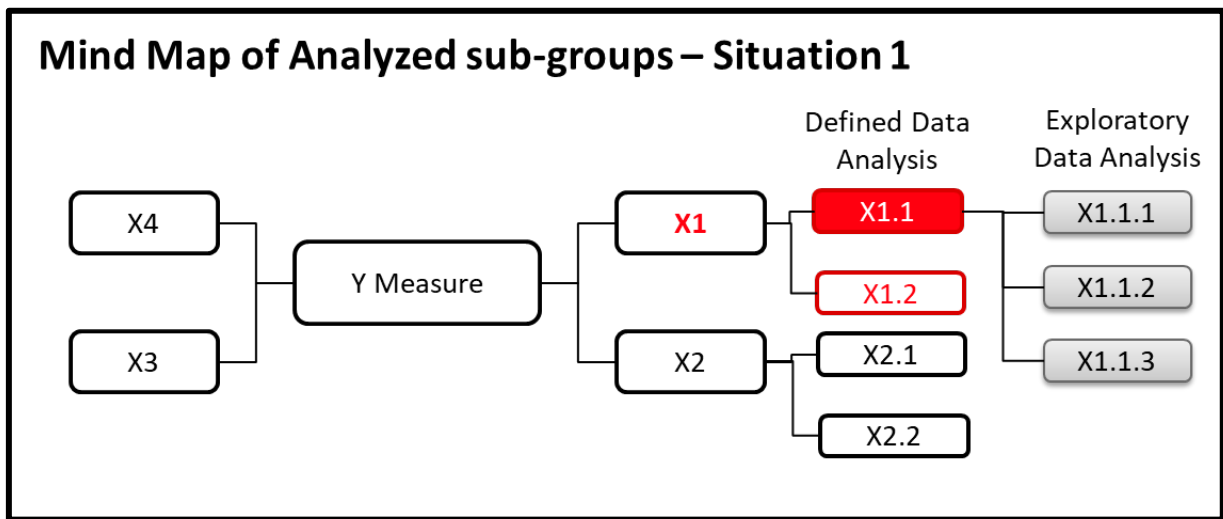 Mind Map of Analyzed sub-groups – Situation 1
Defined Data
Analysis
Exploratory
Data Analysis
X4
X3
Y Measure
X1
X2
X1.1
X1.2
X2.1
X2.2
X1.1.1
X1.1.2
X1.1.3